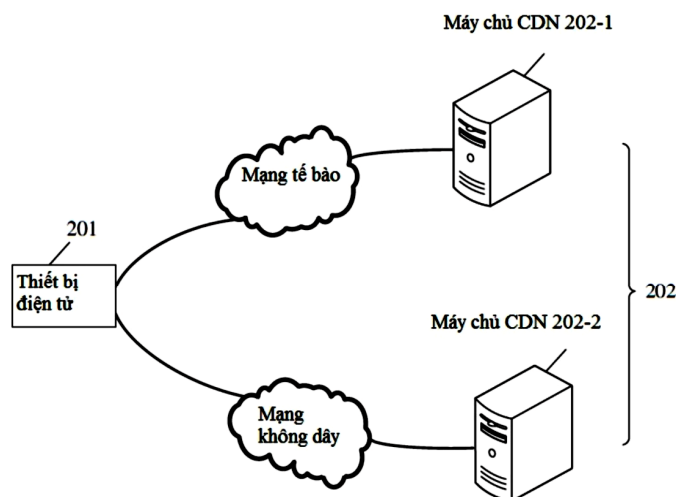 Máy chủ CDN 202-1
Mạng tế bào
201
Thiết bị
điện tử
202
Máy chủ CDN 202-2
Mạng
không dây